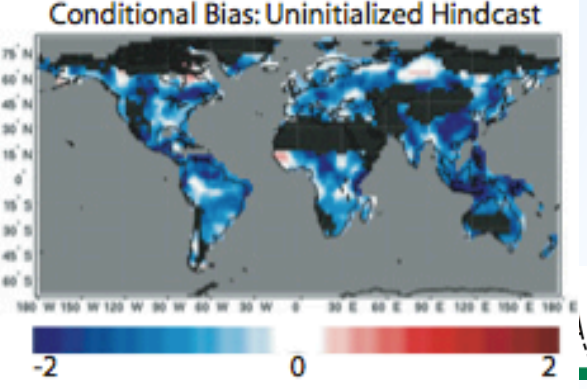 Conditional Bias: Uninitialized Hindcast
75° N
60° N
45° N
30° N
15° N
0°
15° S
30° S
45° S
60° S
180 W 150 W 120 W 90 W 60 W 30 W 0 30 E 60 E 90 E 120 E 150 E 180 E
-2 0 2